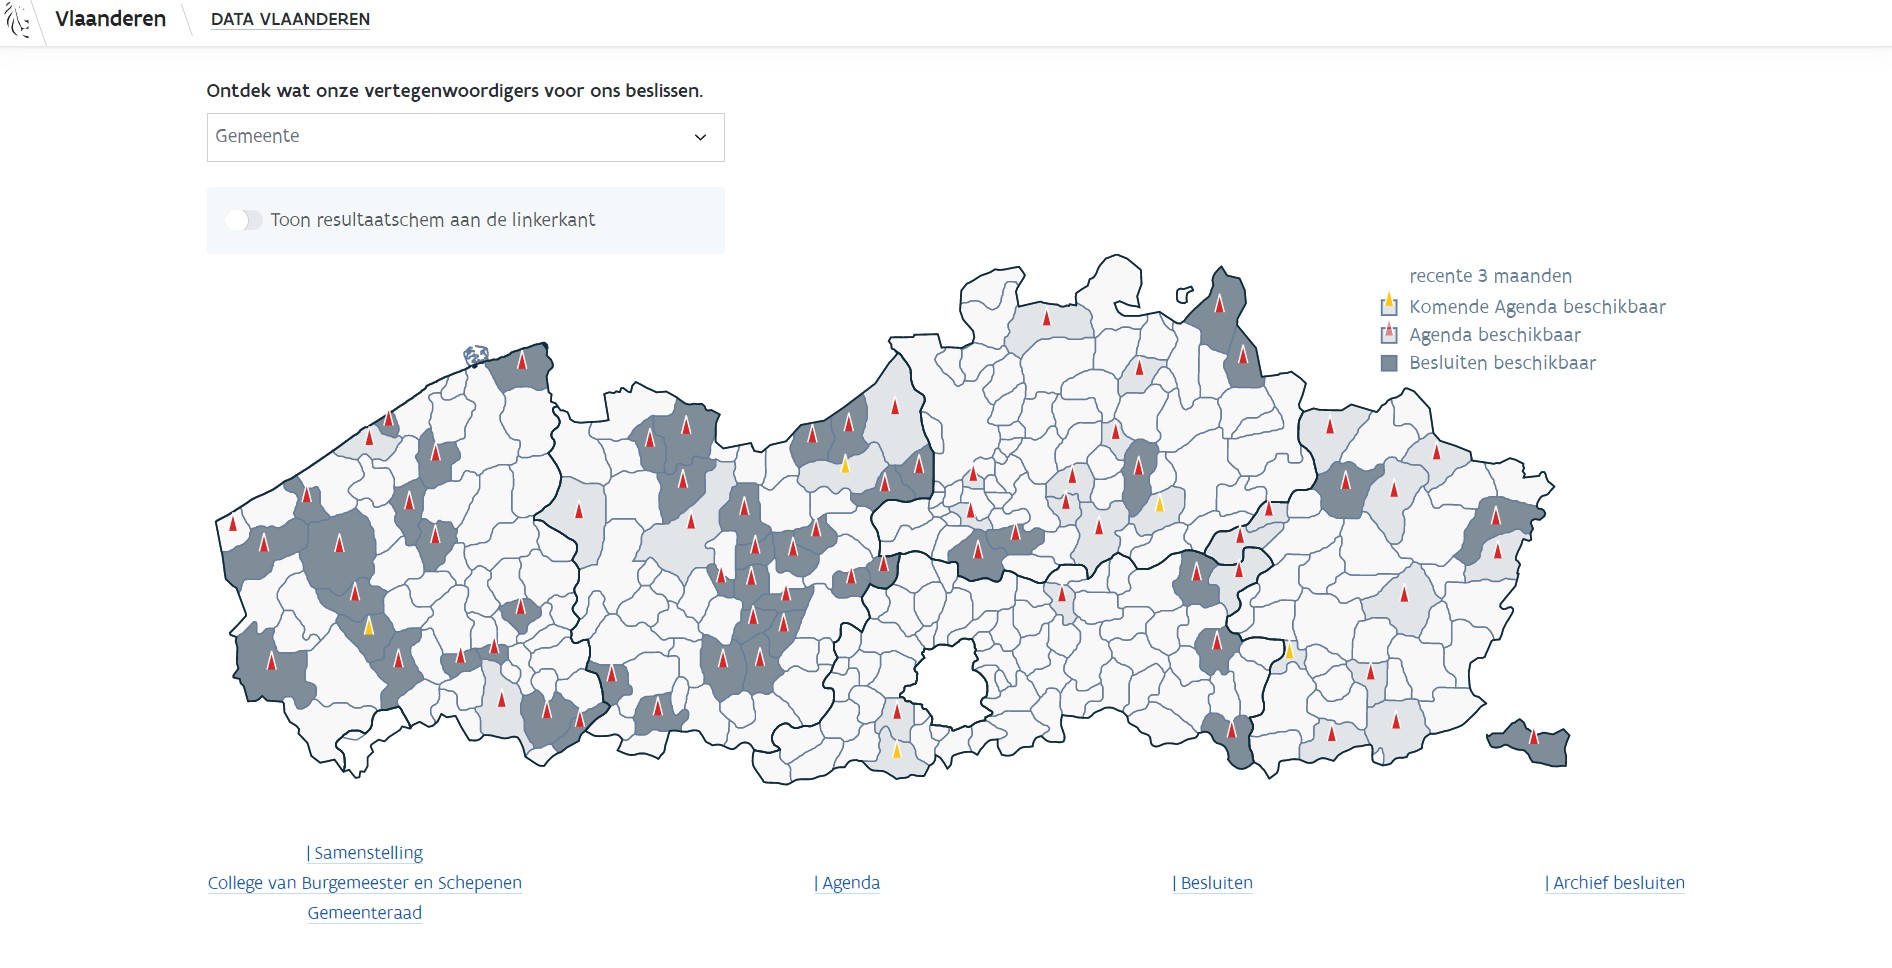 Vlaanderen
DATA VLAANDEREN
Ontdek wat onze vertegenwoordigers voor ons beslissen.
Gemeente
Toon resultaatschem aan de linkerkant
recente 3 maanden
Komende Agenda beschikbaar
Agenda beschikbaar
Besluiten beschikbaar
| Samenstelling
College van Burgemeester en Schepenen
Gemeenteraad
| Agenda
| Besluiten
| Archief besluiten